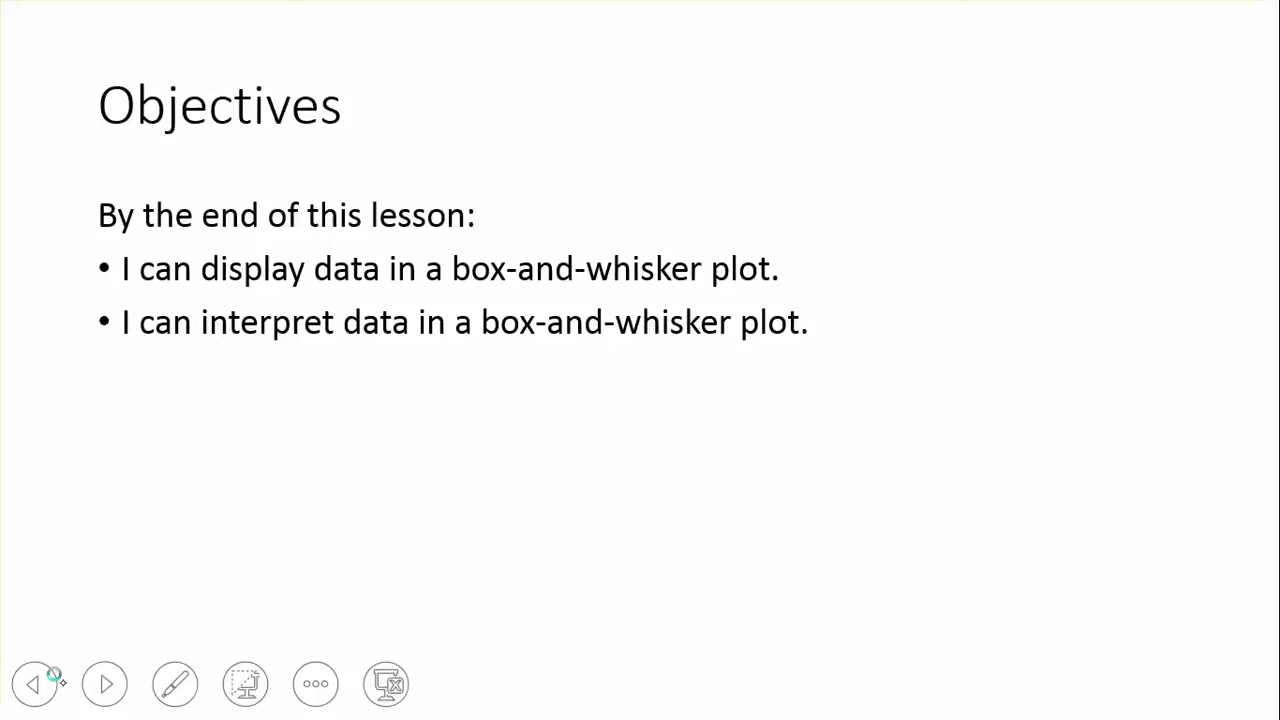 Objectives
By the end of this lesson:
• I can display data in a box-and-whisker plot.
• I can interpret data in a box-and-whisker plot.